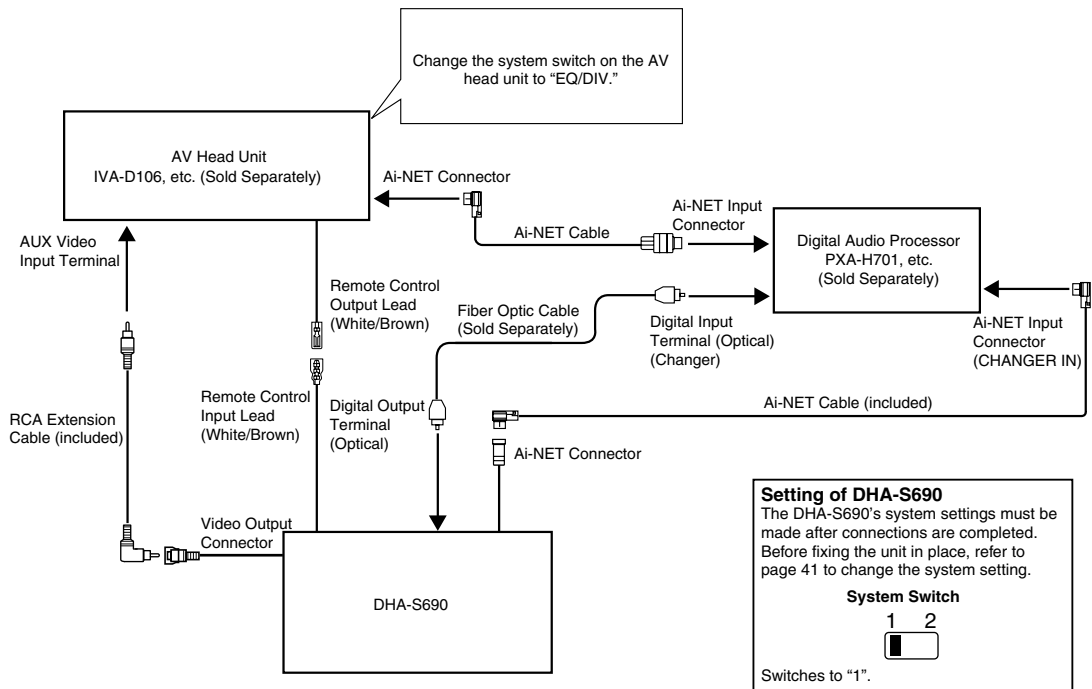 Change the system switch on the AV
head unit to “EQ/DIV.”
AV Head Unit
IVA-D106, etc. (Sold Separately)
Ai-NET Connector
Ai-NET Cable
Ai-NET Input
Connector
Digital Audio Processor
PXA-H701, etc.
(Sold Separately)
AUX Video
Input Terminal
Remote Control
Output Lead
(White/Brown)
Fiber Optic Cable
(Sold Separately)
Digital Input
Terminal (Optical)
(Changer)
Ai-NET Input
Connector
(CHANGER IN)
RCA Extension
Cable (included)
Remote Control
Input Lead
(White/Brown)
Digital Output
Terminal
(Optical)
Ai-NET Cable (included)
Ai-NET Connector
Video Output
Connector
DHA-S690
Setting of DHA-S690
The DHA-S690’s system settings must be
made after connections are completed.
Before fixing the unit in place, refer to
page 41 to change the system setting.
System Switch
1 2
Switches to “1”.